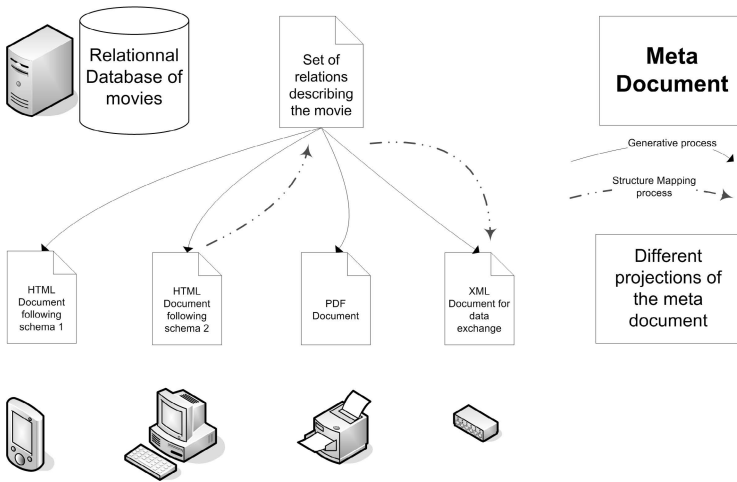 Relationnal
Database of
movies
Set of
relations
describing
the movie
Meta
Document
Generative process
Structure Mapping
process
HTML
Document
following
schema 1
HTML
Document
following
schema 2
PDF
Document
XML
Document for
data
exchange
Different
projections of
the meta
document